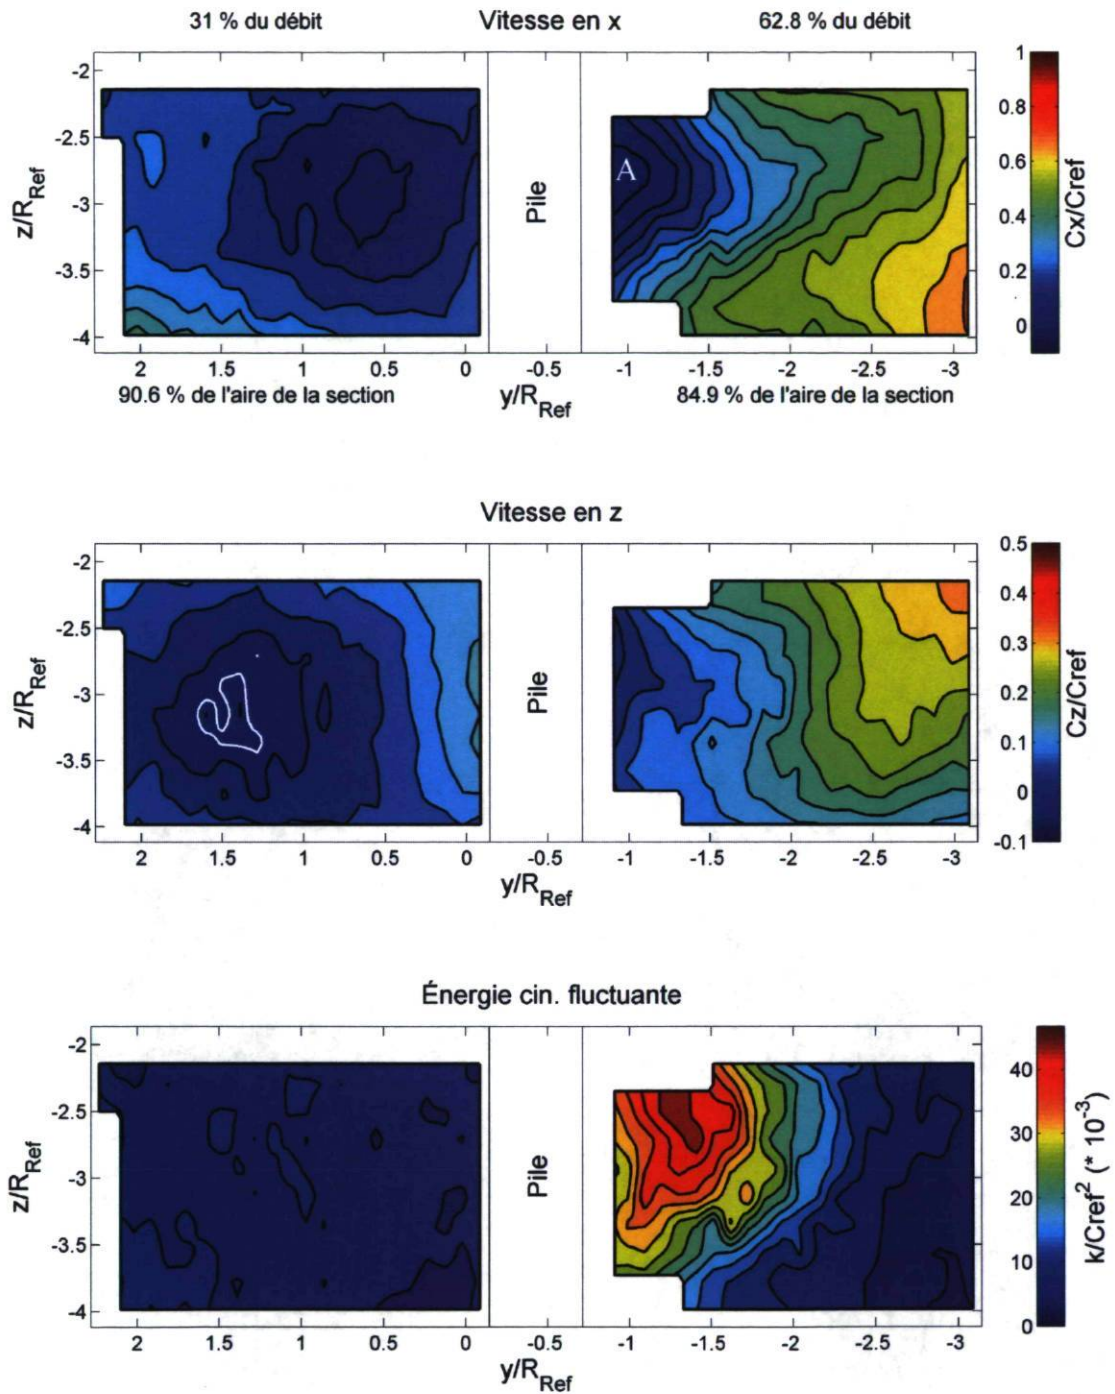 31 % du débit Vitesse en x 62.8 % du débit
-2
-2.5
-3
-3.5
-4
z/R_Ref
Pile
A
1
0.8
0.6
0.4
0.2
0
Cx/Cref
2 1.5 1 0.5 0 -0.5 -1 -1.5 -2 -2.5 -3
90.6 % de l'aire de la section y/R_Ref 84.9 % de l'aire de la section
Vitesse en z
-2
-2.5
-3
-3.5
-4
z/R_Ref
Pile
0.5
0.4
0.3
0.2
0.1
0
-0.1
Cz/Cref
2 1.5 1 0.5 0 -0.5 -1 -1.5 -2 -2.5 -3
y/R_Ref
Énergie cin. fluctuante
-2
-2.5
-3
-3.5
-4
z/R_Ref
Pile
40
30
20
10
0
k/Cref² (* 10⁻³)
2 1.5 1 0.5 0 -0.5 -1 -1.5 -2 -2.5 -3
y/R_Ref